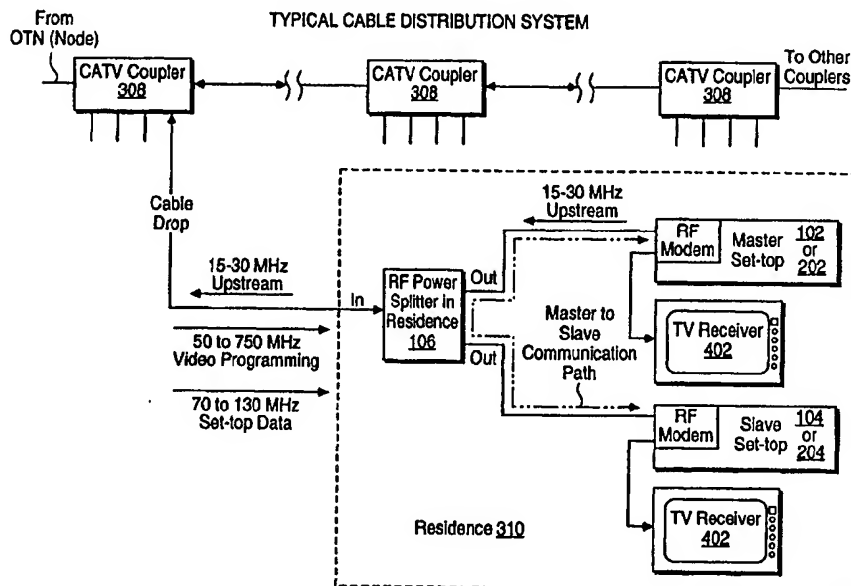 TYPICAL CABLE DISTRIBUTION SYSTEM
From
OTN (Node)
CATV Coupler
308
CATV Coupler
308
CATV Coupler
308
To Other
Couplers
Cable
Drop
15-30 MHz
Upstream
50 to 750 MHz
Video Programming
70 to 130 MHz
Set-top Data
In
RF Power
Splitter in
Residence
106
Out
Out
15-30 MHz
Upstream
Master to
Slave
Communication
Path
RF
Modem
Master
Set-top
102
or
202
TV Receiver
402
RF
Modem
Slave
Set-top
104
or
204
TV Receiver
402
Residence 310